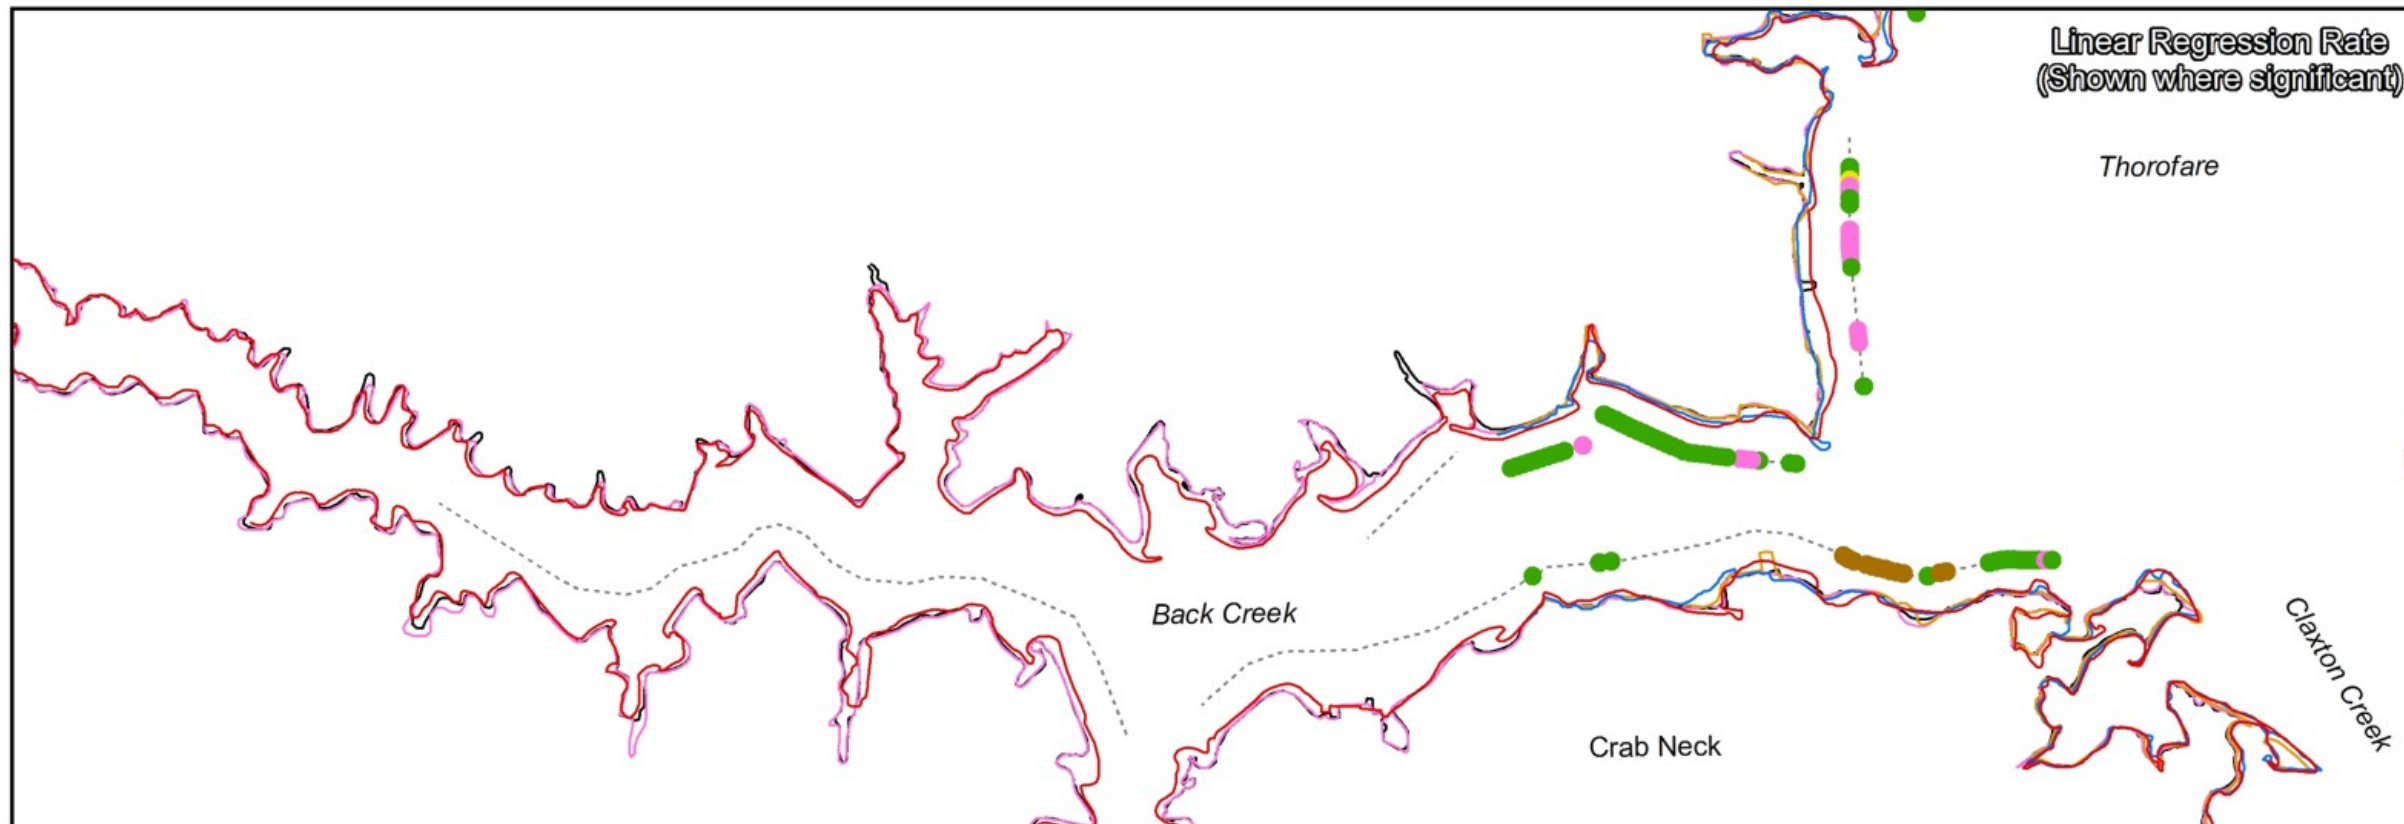 Linear Regression Rate
(Shown where significant)
Thorofare
Back Creek
Claxton Creek
Crab Neck